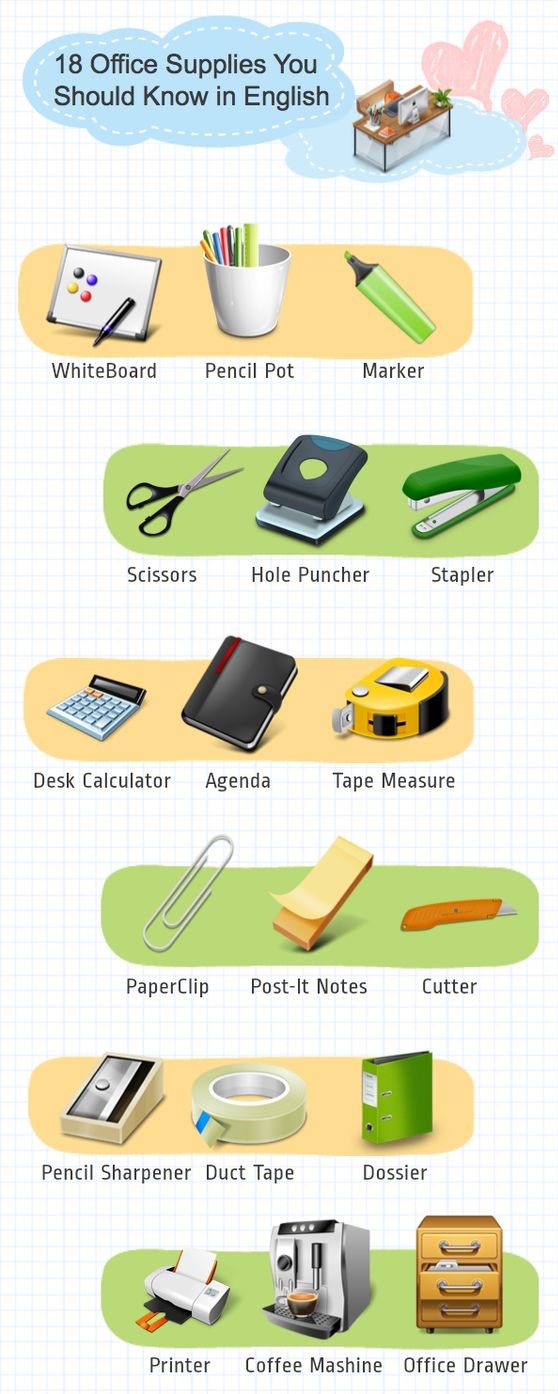 18 Office Supplies You
Should Know in English
WhiteBoard Pencil Pot Marker
Scissors Hole Puncher Stapler
Desk Calculator Agenda Tape Measure
PaperClip Post-It Notes Cutter
Pencil Sharpener Duct Tape Dossier
Printer Coffee Mashine Office Drawer